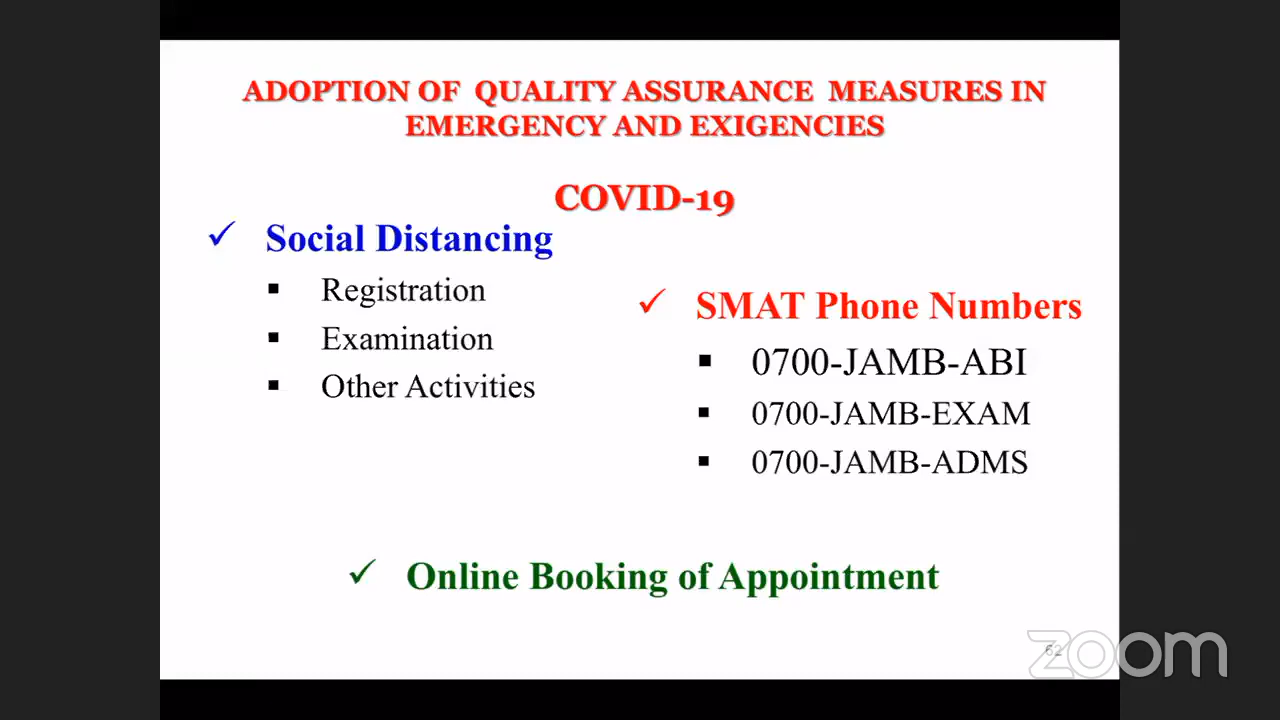 ADOPTION OF QUALITY ASSURANCE MEASURES IN
EMERGENCY AND EXIGENCIES
COVID-19
✓ Social Distancing
▪ Registration
▪ Examination
▪ Other Activities
✓ SMAT Phone Numbers
▪ 0700-JAMB-ABI
▪ 0700-JAMB-EXAM
▪ 0700-JAMB-ADMS
✓ Online Booking of Appointment
62
zoom